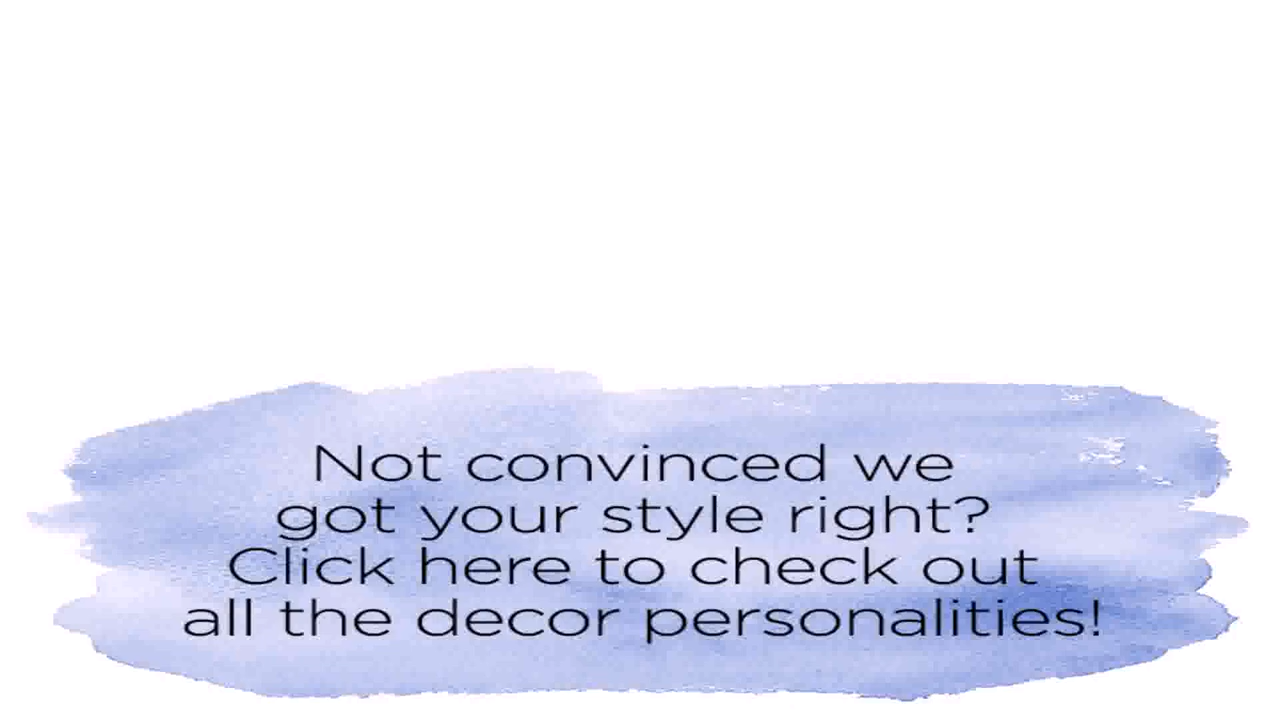 Not convinced we
got your style right?
Click here to check out
all the decor personalities!